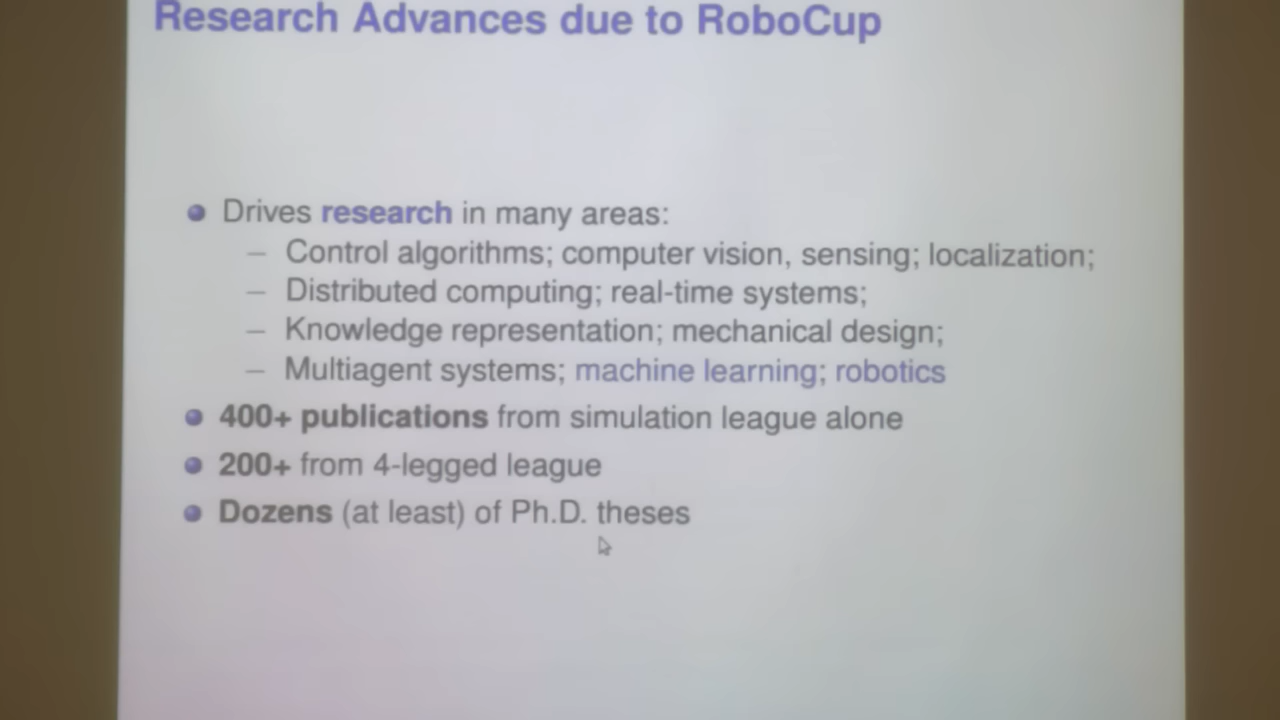 Research Advances due to RoboCup
Drives research in many areas:
– Control algorithms; computer vision, sensing; localization;
– Distributed computing; real-time systems;
– Knowledge representation; mechanical design;
– Multiagent systems; machine learning; robotics
400+ publications from simulation league alone
200+ from 4-legged league
Dozens (at least) of Ph.D. theses